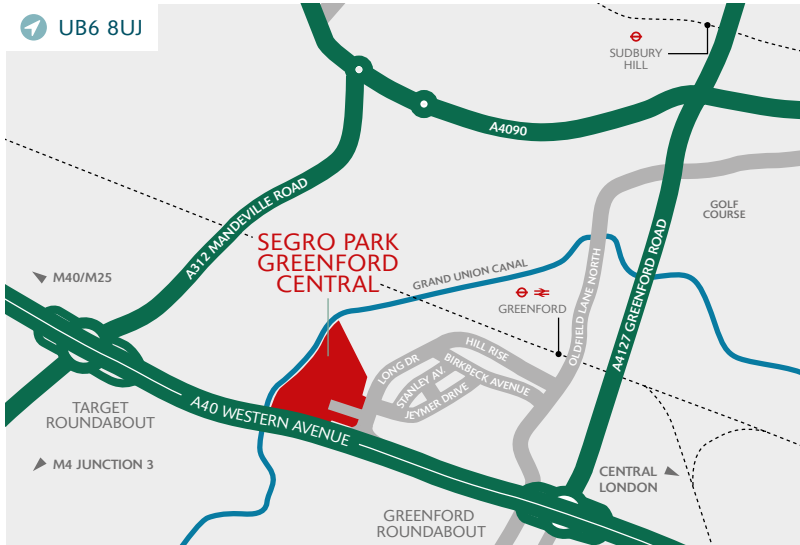 UB6 8UJ
SUDBURY
HILL
A4090
A312 MANDEVILLE ROAD
GOLF
COURSE
SEGRO PARK
GREENFORD
CENTRAL
GRAND UNION CANAL
M40/M25
GREENFORD
OLDFIELD LANE NORTH
A4127 GREENFORD ROAD
HILL RISE
LONG DR
STANLEY AV.
BIRKBECK AVENUE
JEYMER DRIVE
TARGET
ROUNDABOUT
A40 WESTERN AVENUE
M4 JUNCTION 3
CENTRAL
LONDON
GREENFORD
ROUNDABOUT